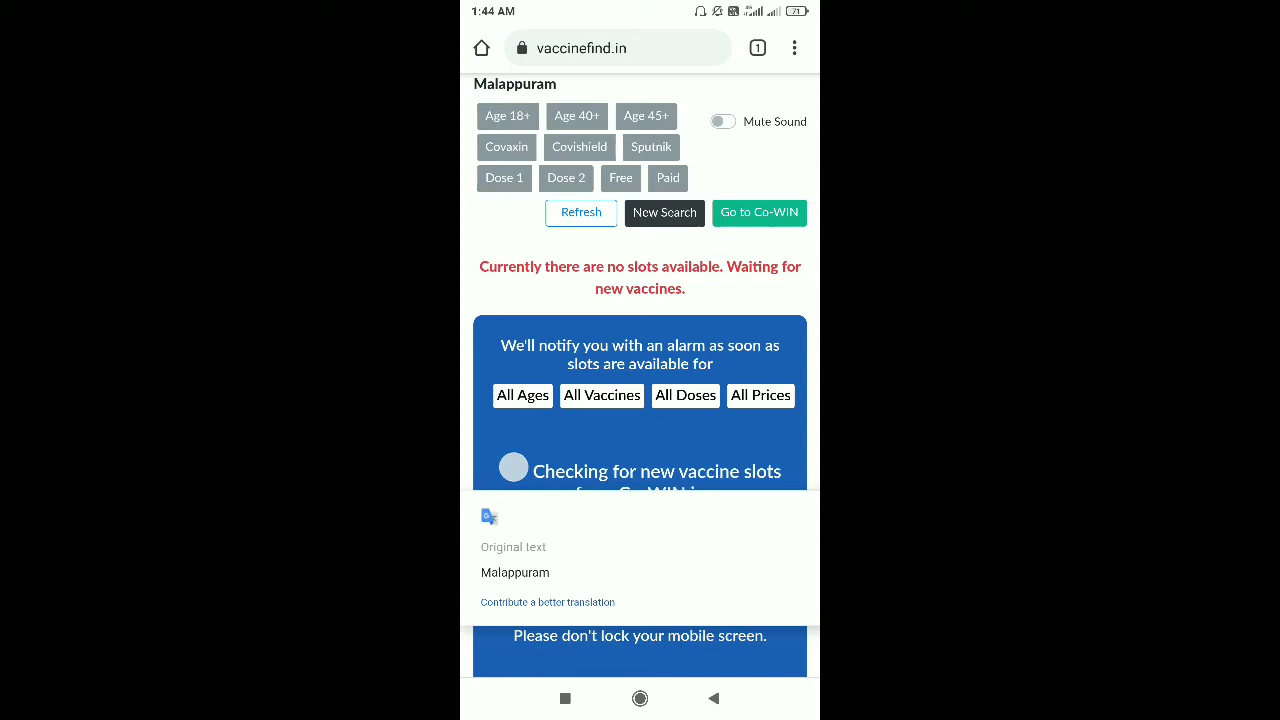 1:44 AM 4G 71
vaccinefind.in 1
Malappuram
Age 18+ Age 40+ Age 45+ Mute Sound
Covaxin Covishield Sputnik
Dose 1 Dose 2 Free Paid
Refresh New Search Go to Co-WIN
Currently there are no slots available. Waiting for
new vaccines.
We'll notify you with an alarm as soon as
slots are available for
All Ages All Vaccines All Doses All Prices
Checking for new vaccine slots
Original text
Malappuram
Contribute a better translation
Please don't lock your mobile screen.